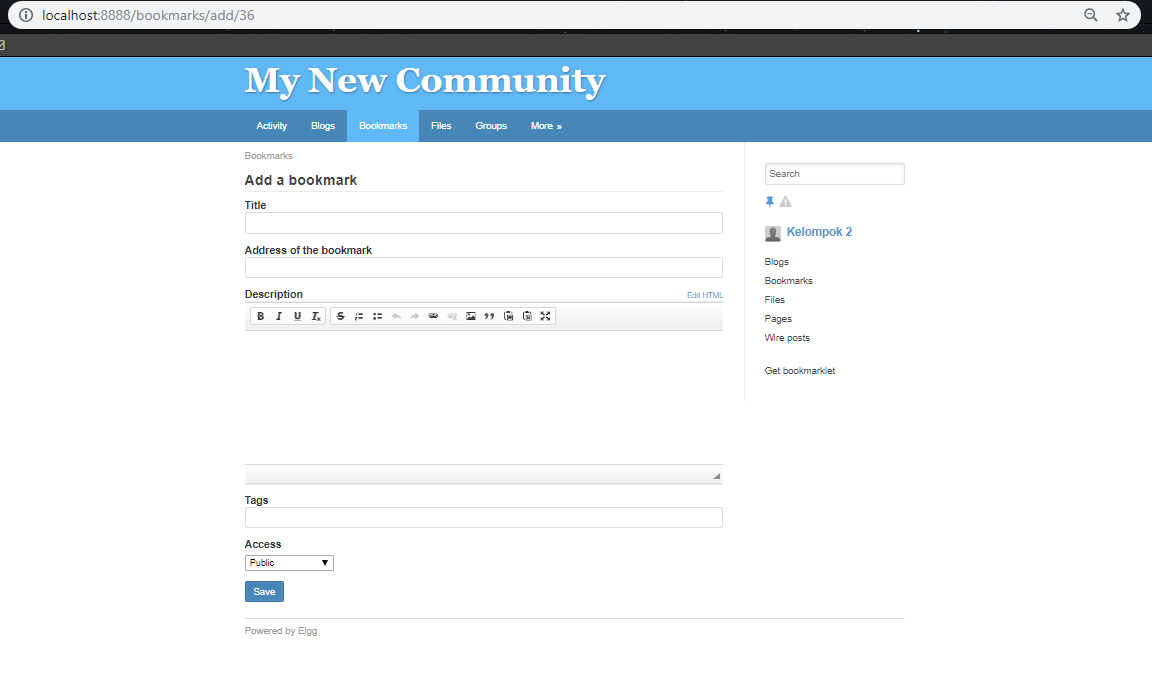 localhost:8888/bookmarks/add/36
My New Community
Activity Blogs Bookmarks Files Groups More »
Bookmarks
Add a bookmark
Title
Address of the bookmark
Description Edit HTML
B I U Tx S
Tags
Access
Public
Save
Powered by Elgg
Search
Kelompok 2
Blogs
Bookmarks
Files
Pages
Wire posts
Get bookmarklet